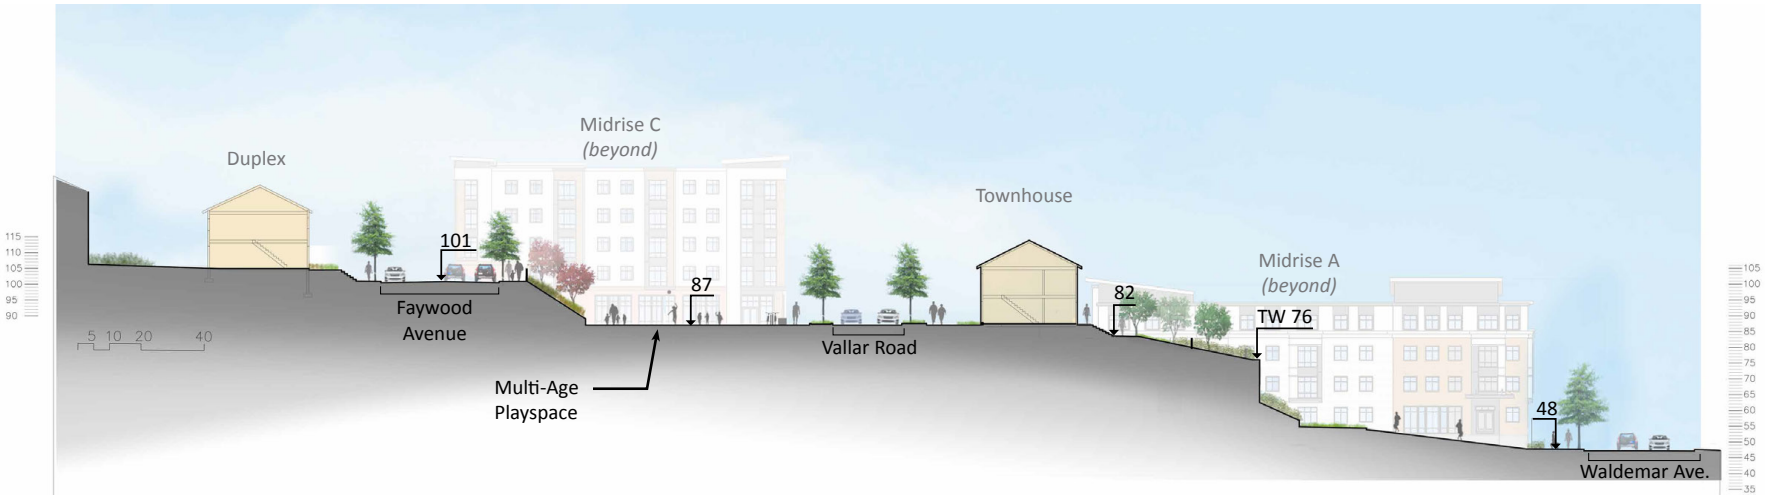 Midrise C
(beyond)
Duplex
Townhouse
101
Midrise A
(beyond)
87
82
TW 76
Faywood
Avenue
Vallar Road
Multi-Age
Playspace
48
Waldemar Ave.
115
110
105
100
95
90
5 10 20 40
105
100
95
90
85
80
75
70
65
60
55
50
45
40
35